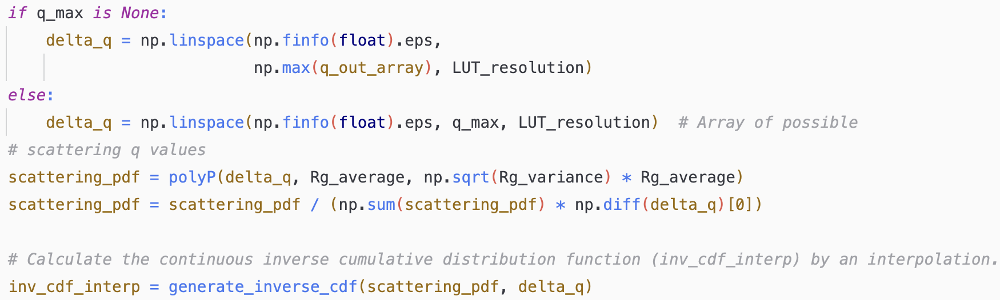 if q_max is None:
    delta_q = np.linspace(np.finfo(float).eps,
                          np.max(q_out_array), LUT_resolution)
else:
    delta_q = np.linspace(np.finfo(float).eps, q_max, LUT_resolution)  # Array of possible
# scattering q values
scattering_pdf = polyP(delta_q, Rg_average, np.sqrt(Rg_variance) * Rg_average)
scattering_pdf = scattering_pdf / (np.sum(scattering_pdf) * np.diff(delta_q)[0])

# Calculate the continuous inverse cumulative distribution function (inv_cdf_interp) by an interpolation.
inv_cdf_interp = generate_inverse_cdf(scattering_pdf, delta_q)